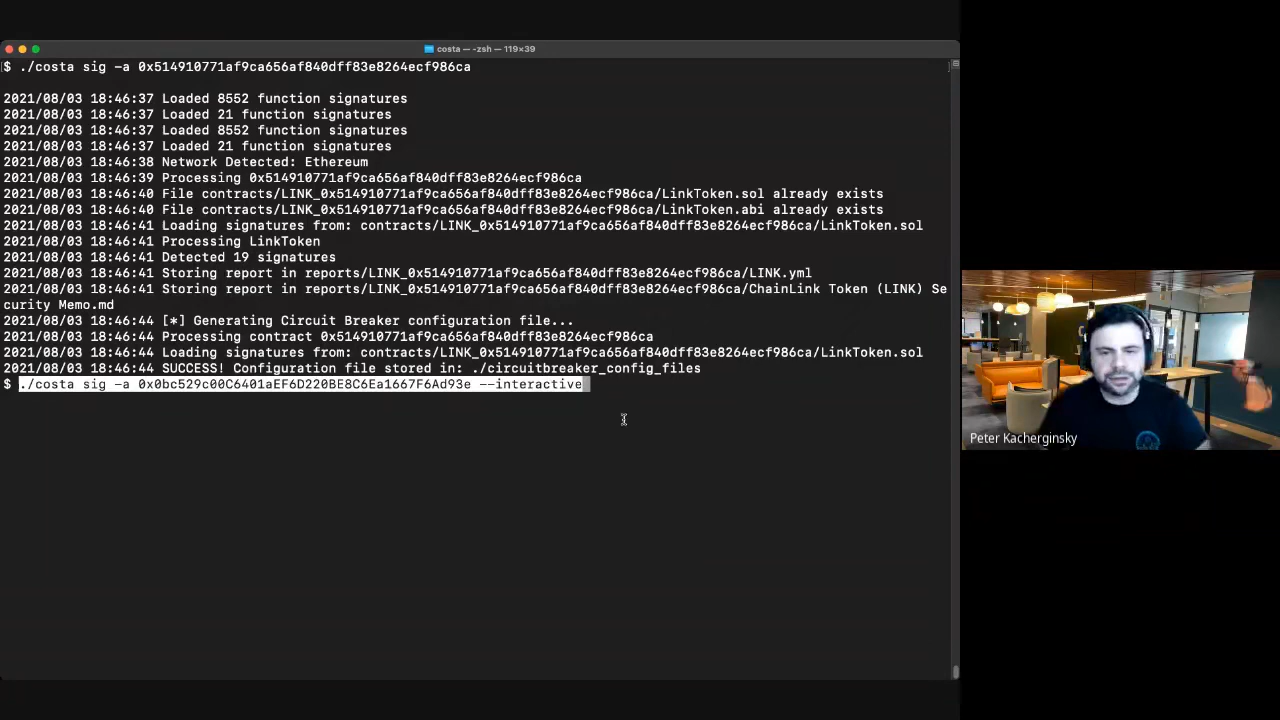 costa — -zsh — 119×39
$ ./costa sig -a 0x514910771af9ca656af840dff83e8264ecf986ca
2021/08/03 18:46:37 Loaded 8552 function signatures
2021/08/03 18:46:37 Loaded 21 function signatures
2021/08/03 18:46:37 Loaded 8552 function signatures
2021/08/03 18:46:37 Loaded 21 function signatures
2021/08/03 18:46:38 Network Detected: Ethereum
2021/08/03 18:46:39 Processing 0x514910771af9ca656af840dff83e8264ecf986ca
2021/08/03 18:46:40 File contracts/LINK_0x514910771af9ca656af840dff83e8264ecf986ca/LinkToken.sol already exists
2021/08/03 18:46:40 File contracts/LINK_0x514910771af9ca656af840dff83e8264ecf986ca/LinkToken.abi already exists
2021/08/03 18:46:41 Loading signatures from: contracts/LINK_0x514910771af9ca656af840dff83e8264ecf986ca/LinkToken.sol
2021/08/03 18:46:41 Processing LinkToken
2021/08/03 18:46:41 Detected 19 signatures
2021/08/03 18:46:41 Storing report in reports/LINK_0x514910771af9ca656af840dff83e8264ecf986ca/LINK.yml
2021/08/03 18:46:41 Storing report in reports/LINK_0x514910771af9ca656af840dff83e8264ecf986ca/ChainLink Token (LINK) Se
curity Memo.md
2021/08/03 18:46:44 [*] Generating Circuit Breaker configuration file...
2021/08/03 18:46:44 Processing contract 0x514910771af9ca656af840dff83e8264ecf986ca
2021/08/03 18:46:44 Loading signatures from: contracts/LINK_0x514910771af9ca656af840dff83e8264ecf986ca/LinkToken.sol
2021/08/03 18:46:44 SUCCESS! Configuration file stored in: ./circuitbreaker_config_files
$ ./costa sig -a 0x0bc529c00C6401aEF6D220BE8C6Ea1667F6Ad93e --interactive
Peter Kacherginsky